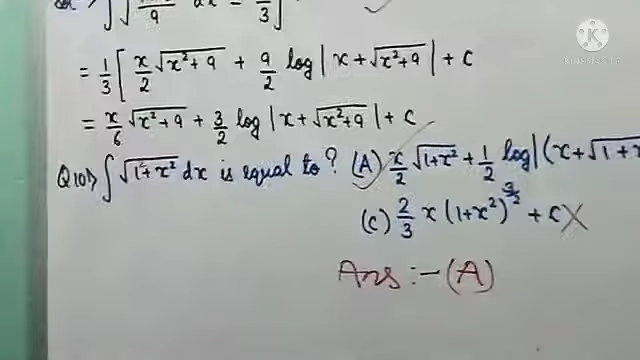 = 1/3 [ x/2 √(x²+9) + 9/2 log | x + √(x²+9) | + C
= x/6 √(x²+9) + 3/2 log | x + √(x²+9) | + C
Q10) ∫ √(1+x²) dx is equal to ? (A) x/2 √(1+x²) + 1/2 log | (x + √(1 + x
(C) 2/3 x (1+x²)^(3/2) + C ✗
Ans :- (A)
KINEMASTER